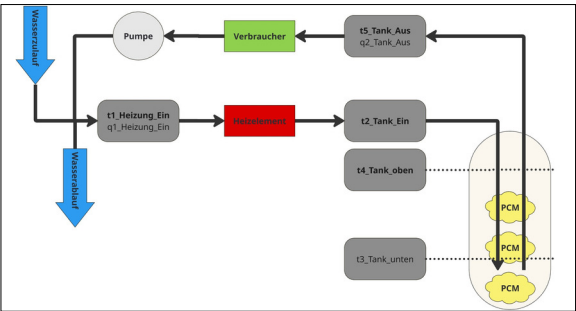 Wasserzulauf
Pumpe
Verbraucher
t5_Tank_Aus
q2_Tank_Aus
t1_Heizung_Ein
q1_Heizung_Ein
Heizelement
t2_Tank_Ein
t4_Tank_oben
Wasserablauf
PCM
PCM
t3_Tank_unten
PCM